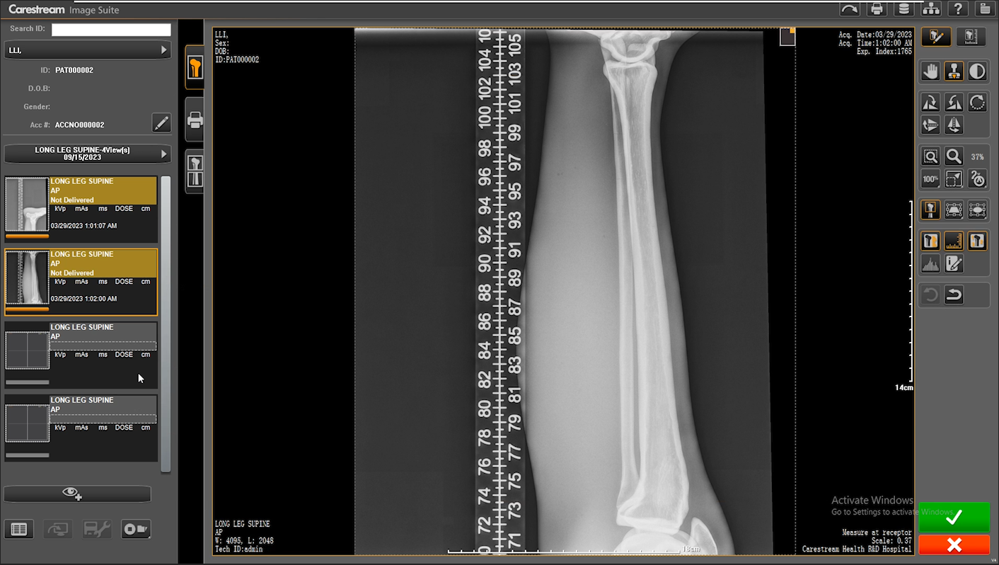 Carestream Image Suite
Search ID:
LLI,
ID: PAT000002
D.O.B:
Gender:
Acc #: ACCNO000002
LONG LEG SUPINE-4View(s)
09/15/2023
LONG LEG SUPINE
AP
Not Delivered
kVp mAs ms DOSE cm
03/29/2023 1:01:07 AM
LONG LEG SUPINE
AP
Not Delivered
kVp mAs ms DOSE cm
03/29/2023 1:02:00 AM
LONG LEG SUPINE
AP
kVp mAs ms DOSE cm
LONG LEG SUPINE
AP
kVp mAs ms DOSE cm
LLI,
Sex:
DOB:
ID:PAT000002
Acq. Date:03/29/2023
Acq. Time:1:02:00 AM
Exp. Index:1765
105
104
103
102
101
100
99
98
97
96
95
94
93
92
91
90
89
88
87
86
85
84
83
82
81
80
79
78
77
76
75
74
73
72
71
14cm
18cm
LONG LEG SUPINE
AP
W: 4095, L: 2048
Tech ID:admin
Activate Windows
Go to Settings to activate Windows.
Measure at receptor
Scale: 0.37
Carestream Health R&D Hospital
?
37%
100%
V4